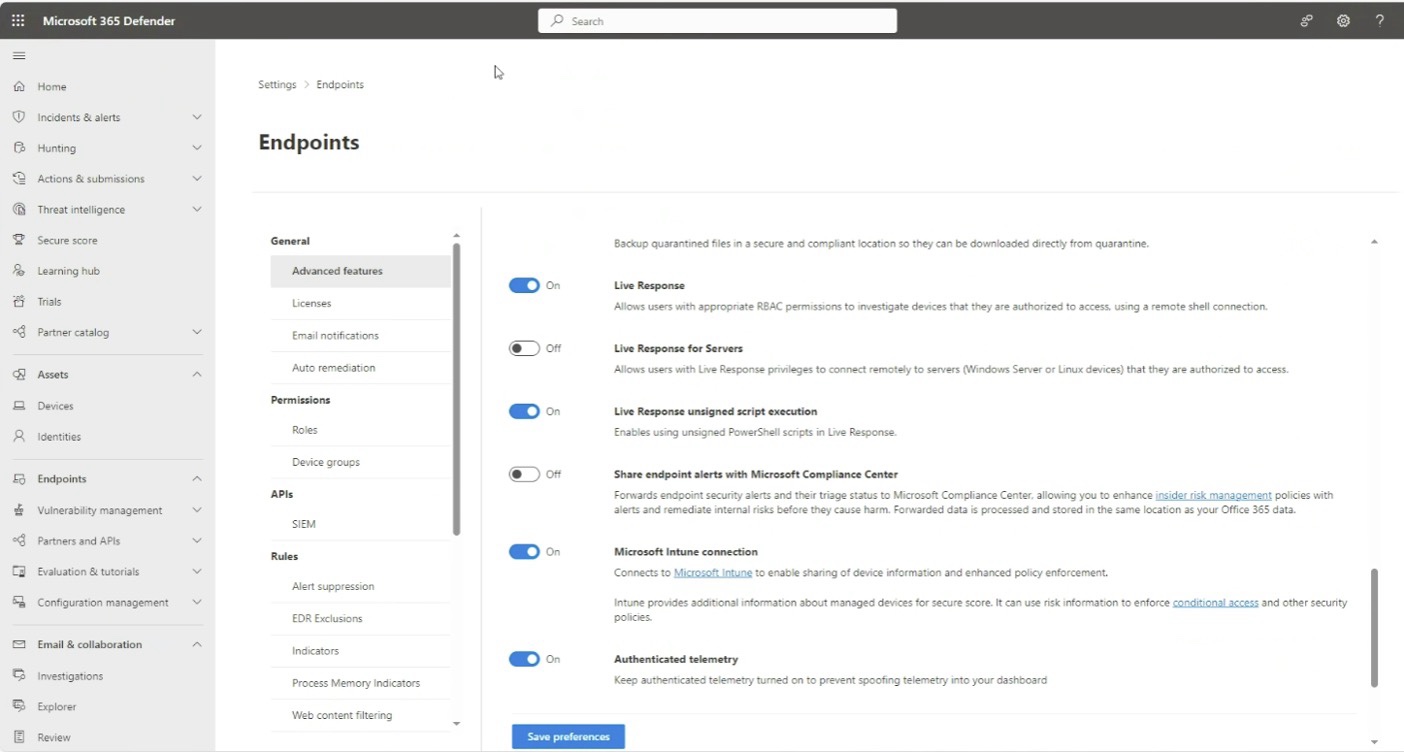 Microsoft 365 Defender
Search
Home
Incidents & alerts
Hunting
Actions & submissions
Threat intelligence
Secure score
Learning hub
Trials
Partner catalog
Assets
Devices
Identities
Endpoints
Vulnerability management
Partners and APIs
Evaluation & tutorials
Configuration management
Email & collaboration
Investigations
Explorer
Review
Settings > Endpoints
Endpoints
General
Advanced features
Licenses
Email notifications
Auto remediation
Permissions
Roles
Device groups
APIs
SIEM
Rules
Alert suppression
EDR Exclusions
Indicators
Process Memory Indicators
Web content filtering
Backup quarantined files in a secure and compliant location so they can be downloaded directly from quarantine.
On
Live Response
Allows users with appropriate RBAC permissions to investigate devices that they are authorized to access, using a remote shell connection.
Off
Live Response for Servers
Allows users with Live Response privileges to connect remotely to servers (Windows Server or Linux devices) that they are authorized to access.
On
Live Response unsigned script execution
Enables using unsigned PowerShell scripts in Live Response.
Off
Share endpoint alerts with Microsoft Compliance Center
Forwards endpoint security alerts and their triage status to Microsoft Compliance Center, allowing you to enhance insider risk management policies with
alerts and remediate internal risks before they cause harm. Forwarded data is processed and stored in the same location as your Office 365 data.
On
Microsoft Intune connection
Connects to Microsoft Intune to enable sharing of device information and enhanced policy enforcement.
Intune provides additional information about managed devices for secure score. It can use risk information to enforce conditional access and other security
policies.
On
Authenticated telemetry
Keep authenticated telemetry turned on to prevent spoofing telemetry into your dashboard
Save preferences